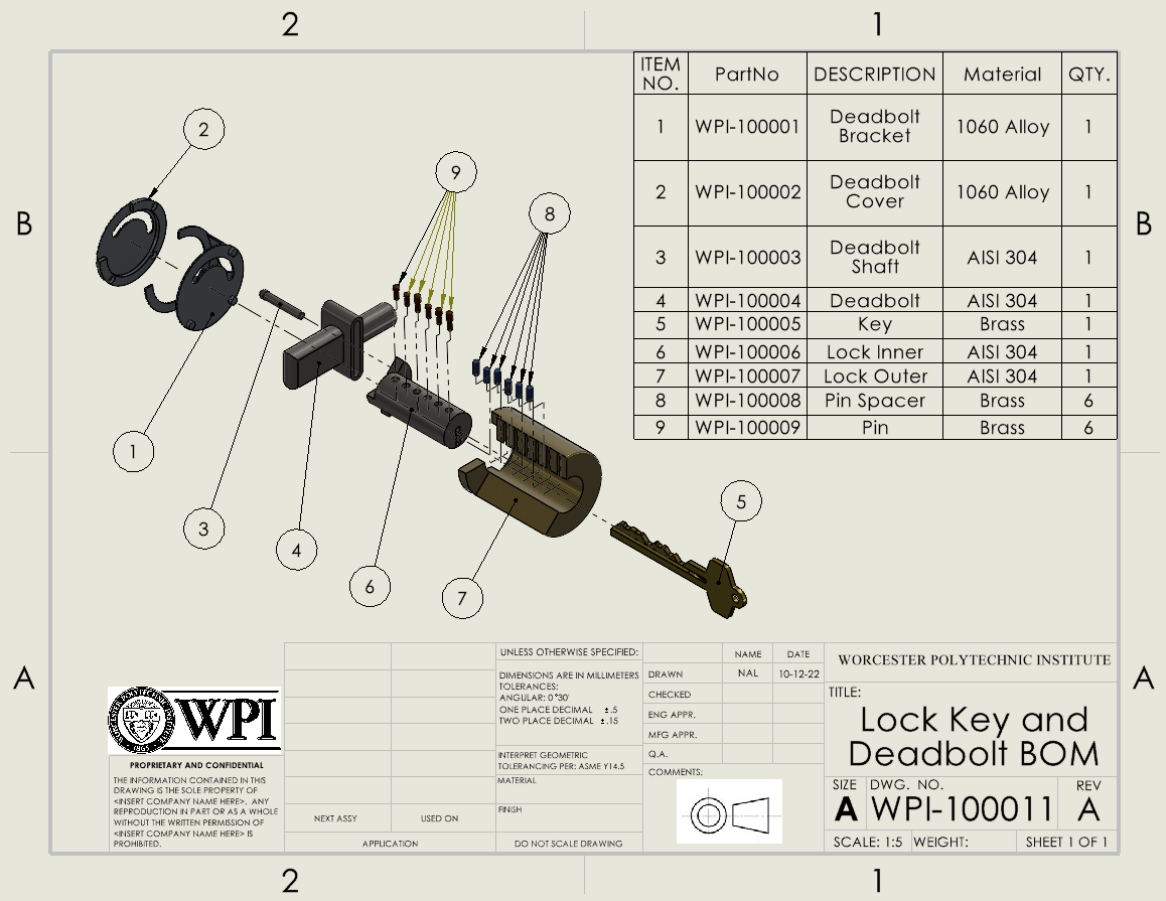 2 1
B B
A A
2 1
ITEM NO. PartNo DESCRIPTION Material QTY.
1 WPI-100001 Deadbolt Bracket 1060 Alloy 1
2 WPI-100002 Deadbolt Cover 1060 Alloy 1
3 WPI-100003 Deadbolt Shaft AISI 304 1
4 WPI-100004 Deadbolt AISI 304 1
5 WPI-100005 Key Brass 1
6 WPI-100006 Lock Inner AISI 304 1
7 WPI-100007 Lock Outer AISI 304 1
8 WPI-100008 Pin Spacer Brass 6
9 WPI-100009 Pin Brass 6
2
9
8
1
3
4
6
7
5
WPI
PROPRIETARY AND CONFIDENTIAL
THE INFORMATION CONTAINED IN THIS
DRAWING IS THE SOLE PROPERTY OF
<INSERT COMPANY NAME HERE>. ANY
REPRODUCTION IN PART OR AS A WHOLE
WITHOUT THE WRITTEN PERMISSION OF
<INSERT COMPANY NAME HERE> IS
PROHIBITED.
NEXT ASSY USED ON
APPLICATION
UNLESS OTHERWISE SPECIFIED:
DIMENSIONS ARE IN MILLIMETERS
TOLERANCES:
ANGULAR: 0°30'
ONE PLACE DECIMAL ±.5
TWO PLACE DECIMAL ±.15
INTERPRET GEOMETRIC
TOLERANCING PER: ASME Y14.5
MATERIAL
FINISH
DO NOT SCALE DRAWING
NAME DATE
DRAWN NAL 10-12-22
CHECKED
ENG APPR.
MFG APPR.
Q.A.
COMMENTS:
WORCESTER POLYTECHNIC INSTITUTE
TITLE:
Lock Key and
Deadbolt BOM
SIZE DWG. NO. REV
A WPI-100011 A
SCALE: 1:5 WEIGHT: SHEET 1 OF 1